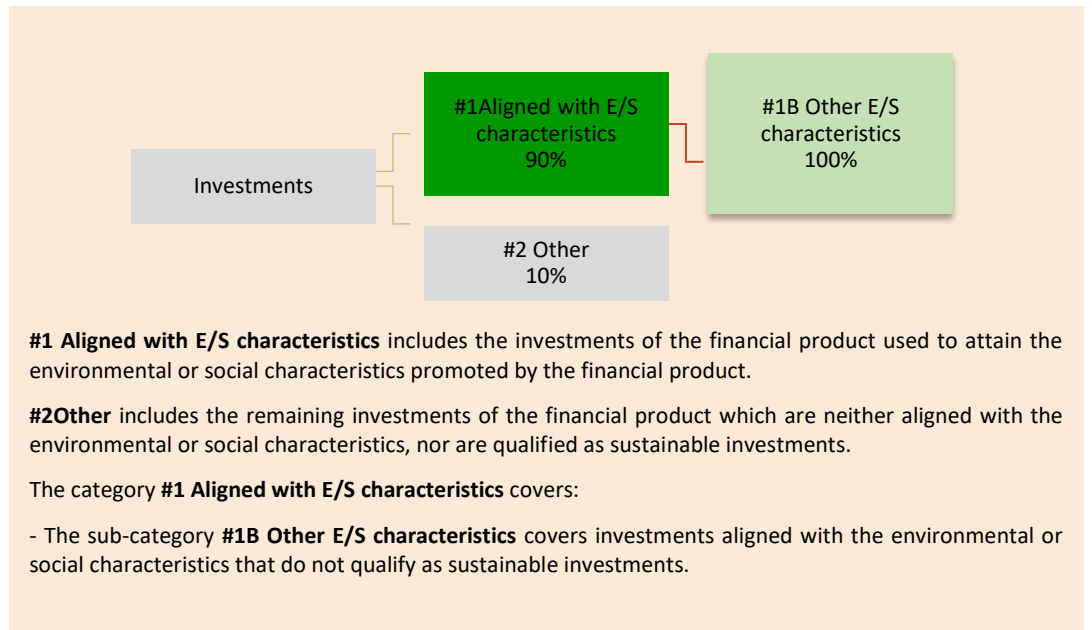 #1Aligned with E/S
characteristics
90%
#1B Other E/S
characteristics
100%
Investments
#2 Other
10%
#1 Aligned with E/S characteristics includes the investments of the financial product used to attain the
environmental or social characteristics promoted by the financial product.
#2Other includes the remaining investments of the financial product which are neither aligned with the
environmental or social characteristics, nor are qualified as sustainable investments.
The category #1 Aligned with E/S characteristics covers:
- The sub-category #1B Other E/S characteristics covers investments aligned with the environmental or
social characteristics that do not qualify as sustainable investments.